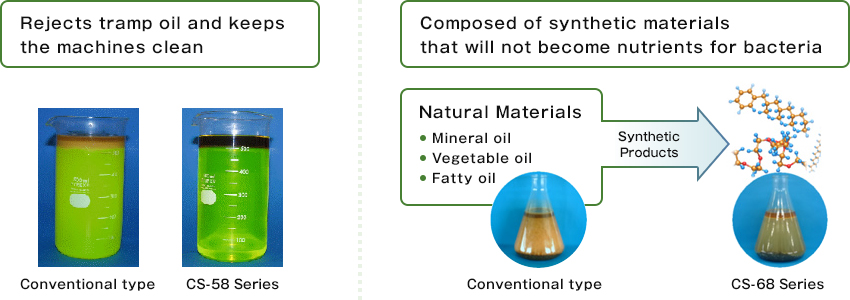 Rejects tramp oil and keeps
the machines clean
Conventional type
CS-58 Series
Composed of synthetic materials
that will not become nutrients for bacteria
Natural Materials
• Mineral oil
• Vegetable oil
• Fatty oil
Synthetic
Products
Conventional type
CS-68 Series